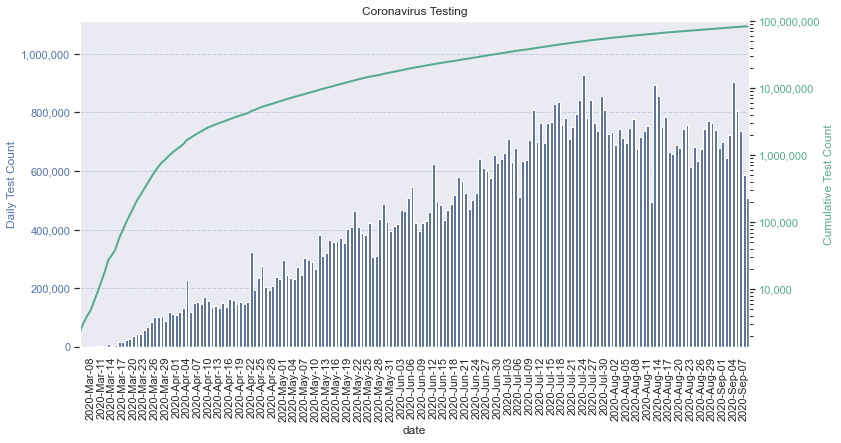 Coronavirus Testing
Daily Test Count
1,000,000
800,000
600,000
400,000
200,000
0
100,000,000
10,000,000
1,000,000
100,000
10,000
Cumulative Test Count
2020-Mar-08
2020-Mar-11
2020-Mar-14
2020-Mar-17
2020-Mar-20
2020-Mar-23
2020-Mar-26
2020-Mar-29
2020-Apr-01
2020-Apr-04
2020-Apr-07
2020-Apr-10
2020-Apr-13
2020-Apr-16
2020-Apr-19
2020-Apr-22
2020-Apr-25
2020-Apr-28
2020-May-01
2020-May-04
2020-May-07
2020-May-10
2020-May-13
2020-May-16
2020-May-19
2020-May-22
2020-May-25
2020-May-28
2020-May-31
2020-Jun-03
2020-Jun-06
2020-Jun-09
2020-Jun-12
2020-Jun-15
2020-Jun-18
2020-Jun-21
2020-Jun-24
2020-Jun-27
2020-Jun-30
2020-Jul-03
2020-Jul-06
2020-Jul-09
2020-Jul-12
2020-Jul-15
2020-Jul-18
2020-Jul-21
2020-Jul-24
2020-Jul-27
2020-Jul-30
2020-Aug-02
2020-Aug-05
2020-Aug-08
2020-Aug-11
2020-Aug-14
2020-Aug-17
2020-Aug-20
2020-Aug-23
2020-Aug-26
2020-Aug-29
2020-Sep-01
2020-Sep-04
2020-Sep-07
date